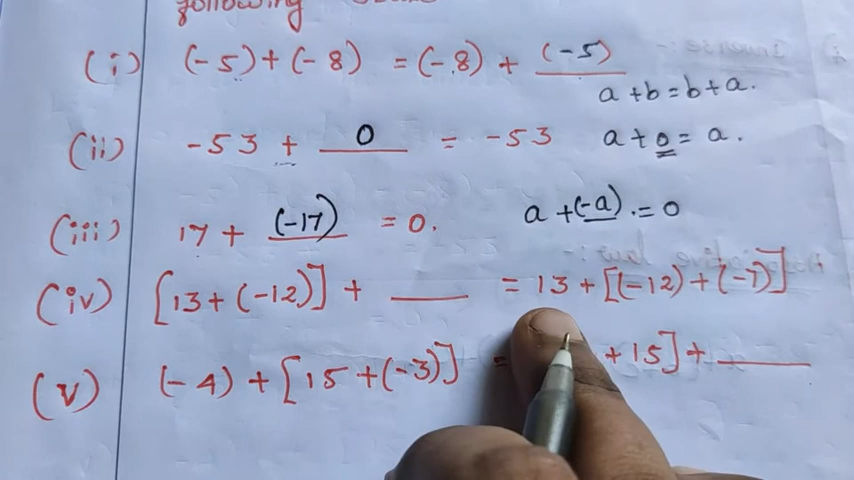 following
(i) (-5) + (-8) = (-8) + (-5)
a + b = b + a.
(ii) -53 + 0 = -53 a + 0 = a.
(iii) 17 + (-17) = 0. a + (-a) = 0
(iv) [13 + (-12)] + ____ = 13 + [(-12) + (-7)]
(v) (-4) + [15 + (-3)] = + 15] + ____